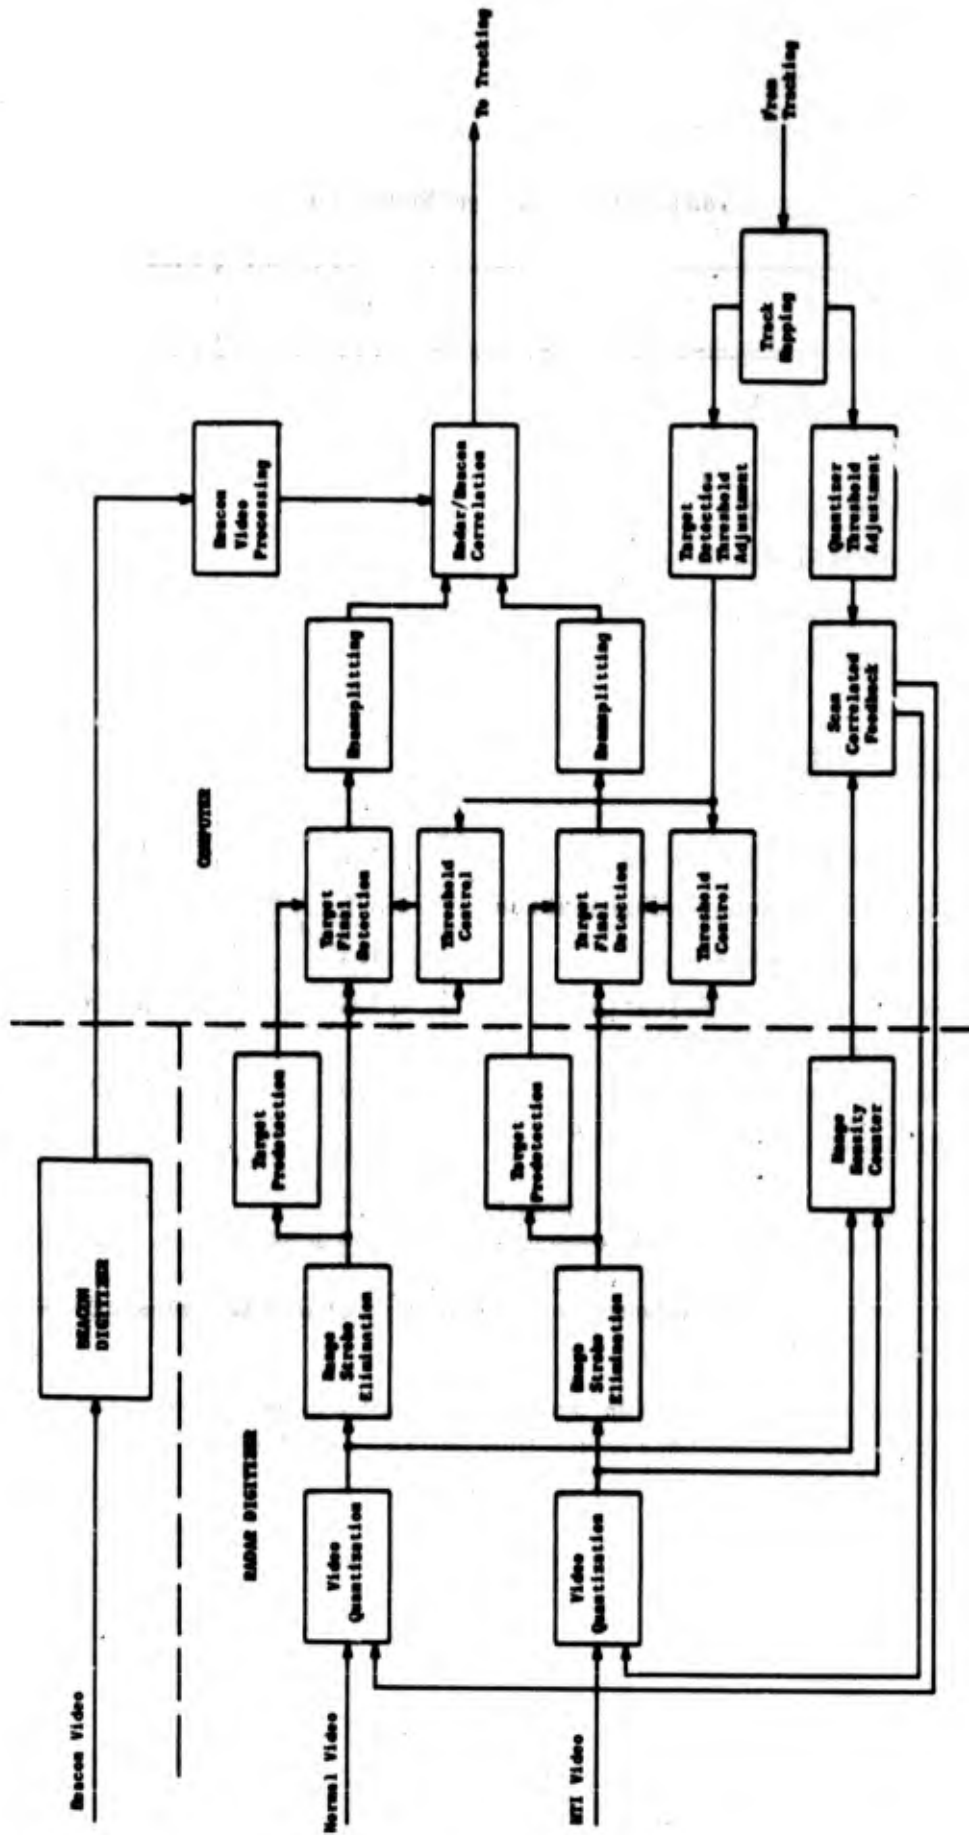 Beacon Video
BEACON
DIGITIZER
Beacon
Video
Processing
RADAR DIGITIZER
COMPUTER
Normal Video
Video
Quantization
Range
Strobe
Elimination
Target
Predetection
Target
Final
Detection
Threshold
Control
Beamsplitting
Radar/Beacon
Correlation
To Tracking
MTI Video
Video
Quantization
Range
Strobe
Elimination
Target
Predetection
Target
Final
Detection
Threshold
Control
Beamsplitting
Target
Detection
Threshold
Adjustment
Track
Mapping
From
Tracking
Range
Density
Counter
Scan
Correlated
Feedback
Quantizer
Threshold
Adjustment